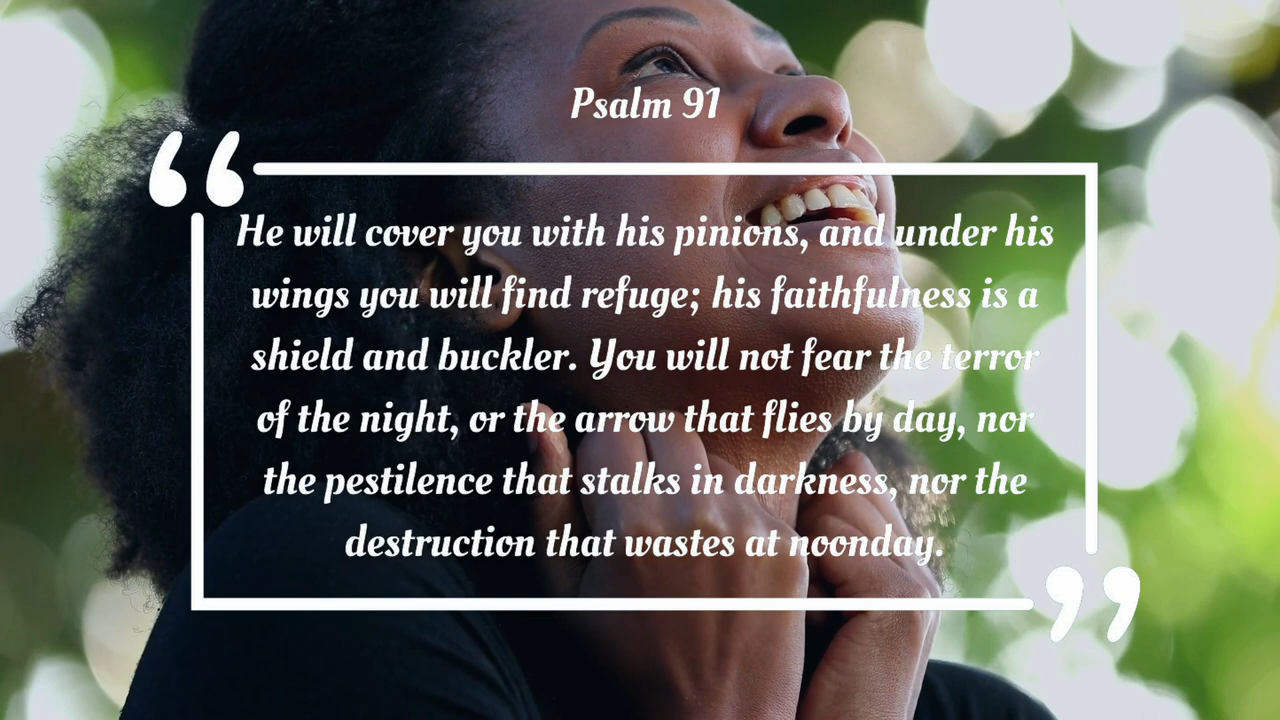 Psalm 91
He will cover you with his pinions, and under his
wings you will find refuge; his faithfulness is a
shield and buckler. You will not fear the terror
of the night, or the arrow that flies by day, nor
the pestilence that stalks in darkness, nor the
destruction that wastes at noonday.